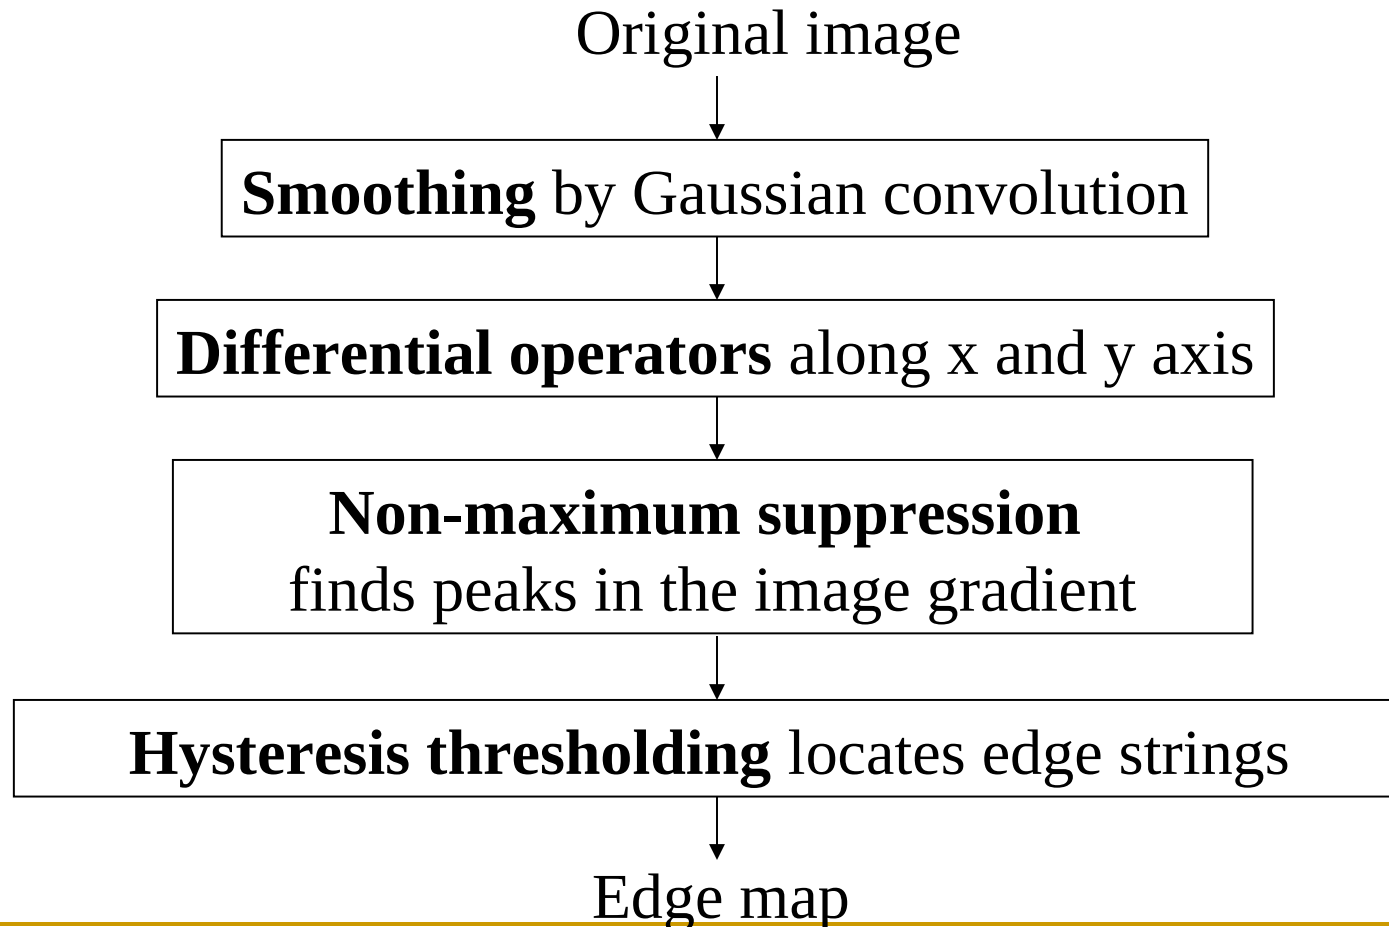 Original image
Smoothing by Gaussian convolution
Differential operators along x and y axis
Non-maximum suppression
finds peaks in the image gradient
Hysteresis thresholding locates edge strings
Edge map